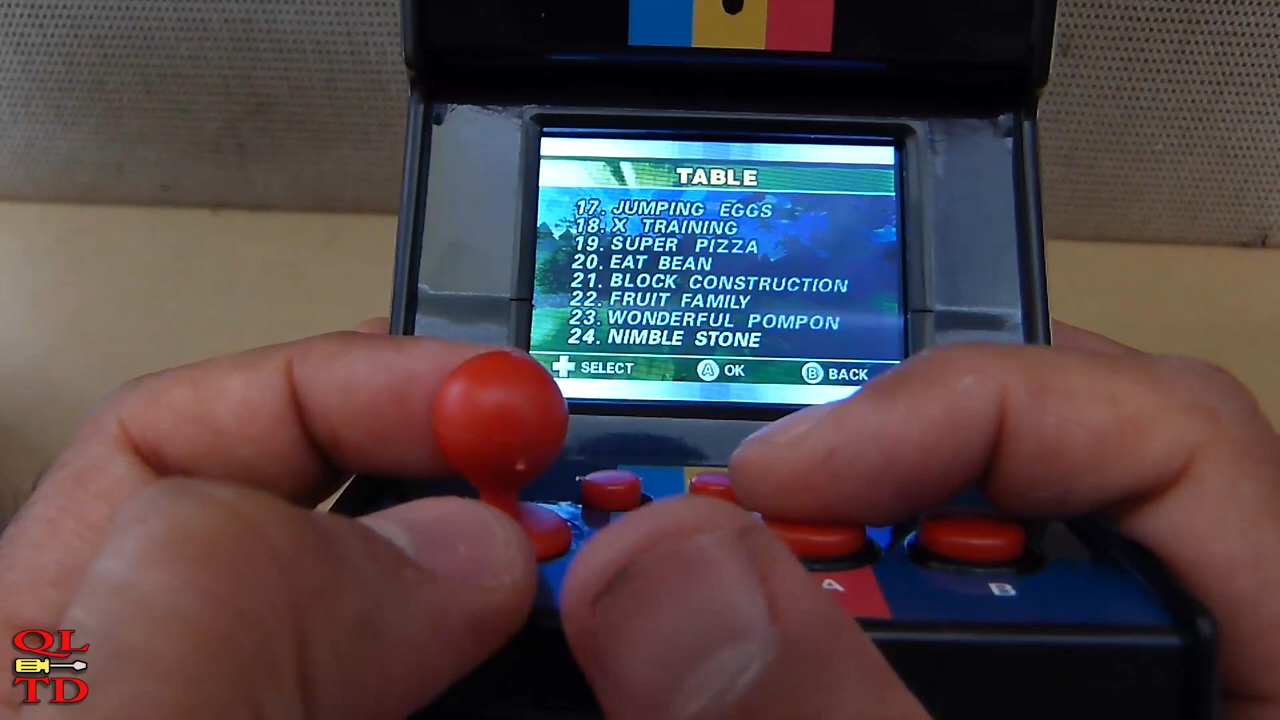 TABLE
17. JUMPING EGGS
18. X TRAINING
19. SUPER PIZZA
20. EAT BEAN
21. BLOCK CONSTRUCTION
22. FRUIT FAMILY
23. WONDERFUL POMPON
24. NIMBLE STONE
SELECT A OK B BACK
A B
QL
TD